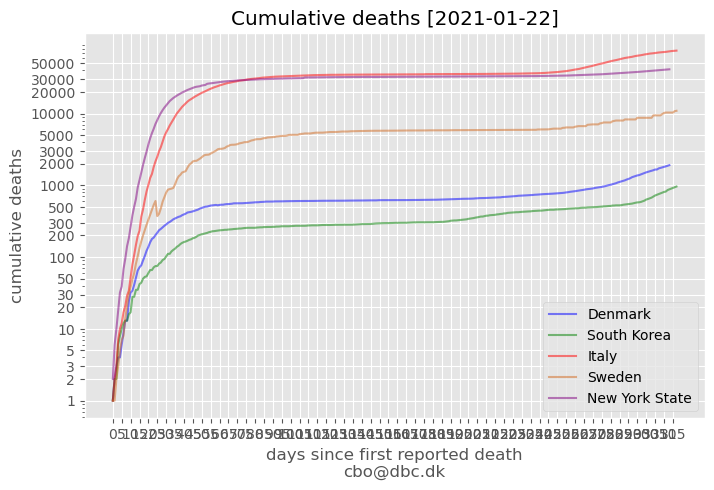 Cumulative deaths [2021-01-22]
cumulative deaths
50000
30000
20000
10000
5000
3000
2000
1000
500
300
200
100
50
30
20
10
5
3
2
1
Denmark
South Korea
Italy
Sweden
New York State
days since first reported death
cbo@dbc.dk